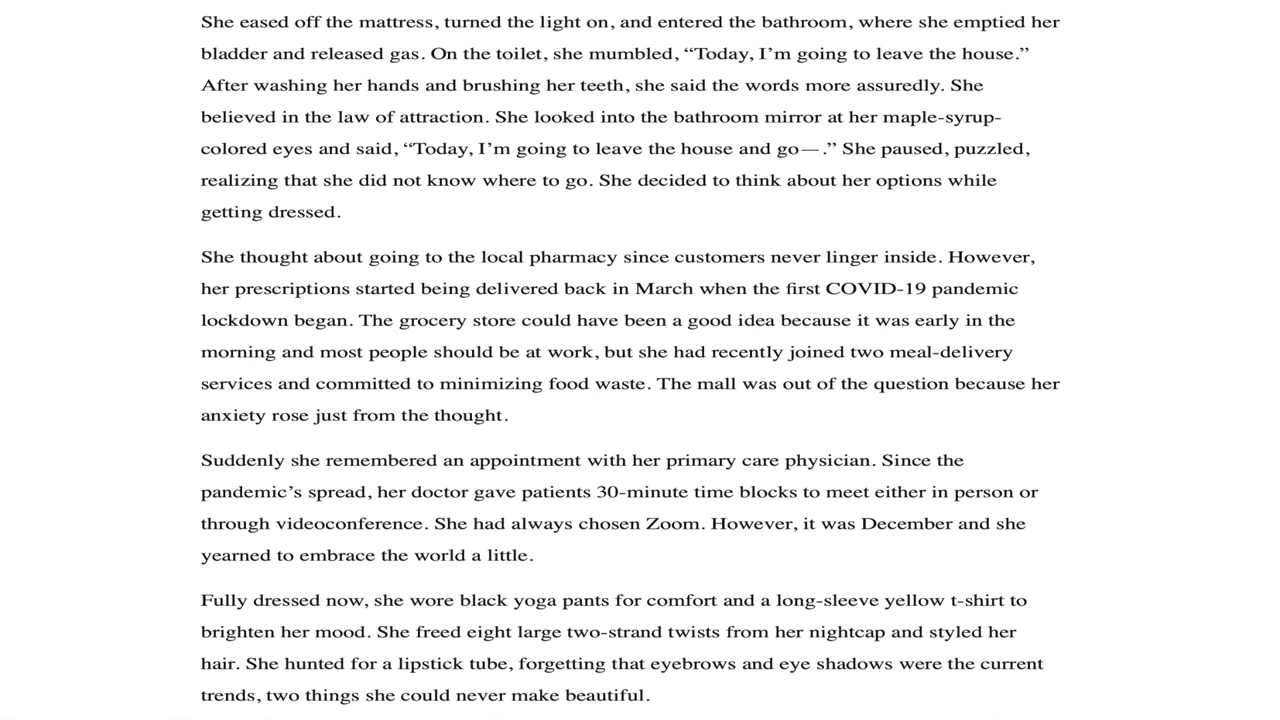 She eased off the mattress, turned the light on, and entered the bathroom, where she emptied her
bladder and released gas. On the toilet, she mumbled, “Today, I’m going to leave the house.”
After washing her hands and brushing her teeth, she said the words more assuredly. She
believed in the law of attraction. She looked into the bathroom mirror at her maple-syrup-
colored eyes and said, “Today, I’m going to leave the house and go—.” She paused, puzzled,
realizing that she did not know where to go. She decided to think about her options while
getting dressed.
She thought about going to the local pharmacy since customers never linger inside. However,
her prescriptions started being delivered back in March when the first COVID-19 pandemic
lockdown began. The grocery store could have been a good idea because it was early in the
morning and most people should be at work, but she had recently joined two meal-delivery
services and committed to minimizing food waste. The mall was out of the question because her
anxiety rose just from the thought.
Suddenly she remembered an appointment with her primary care physician. Since the
pandemic’s spread, her doctor gave patients 30-minute time blocks to meet either in person or
through videoconference. She had always chosen Zoom. However, it was December and she
yearned to embrace the world a little.
Fully dressed now, she wore black yoga pants for comfort and a long-sleeve yellow t-shirt to
brighten her mood. She freed eight large two-strand twists from her nightcap and styled her
hair. She hunted for a lipstick tube, forgetting that eyebrows and eye shadows were the current
trends, two things she could never make beautiful.